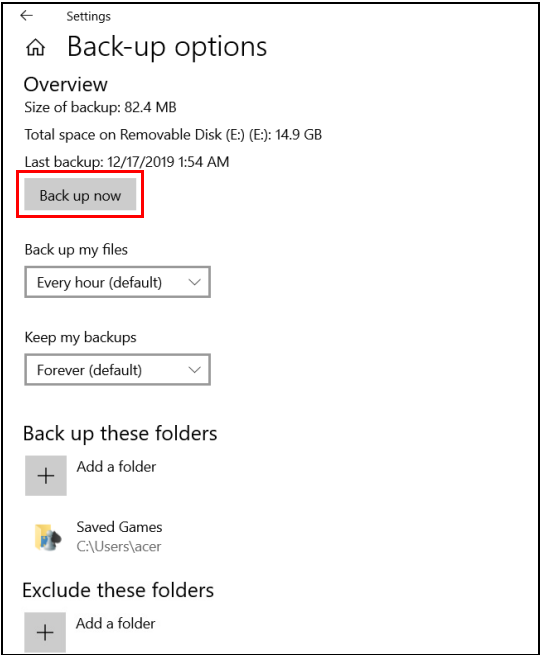 Settings
Back-up options
Overview
Size of backup: 82.4 MB
Total space on Removable Disk (E:) (E:): 14.9 GB
Last backup: 12/17/2019 1:54 AM
Back up now
Back up my files
Every hour (default)
Keep my backups
Forever (default)
Back up these folders
Add a folder
Saved Games
C:\Users\acer
Exclude these folders
Add a folder